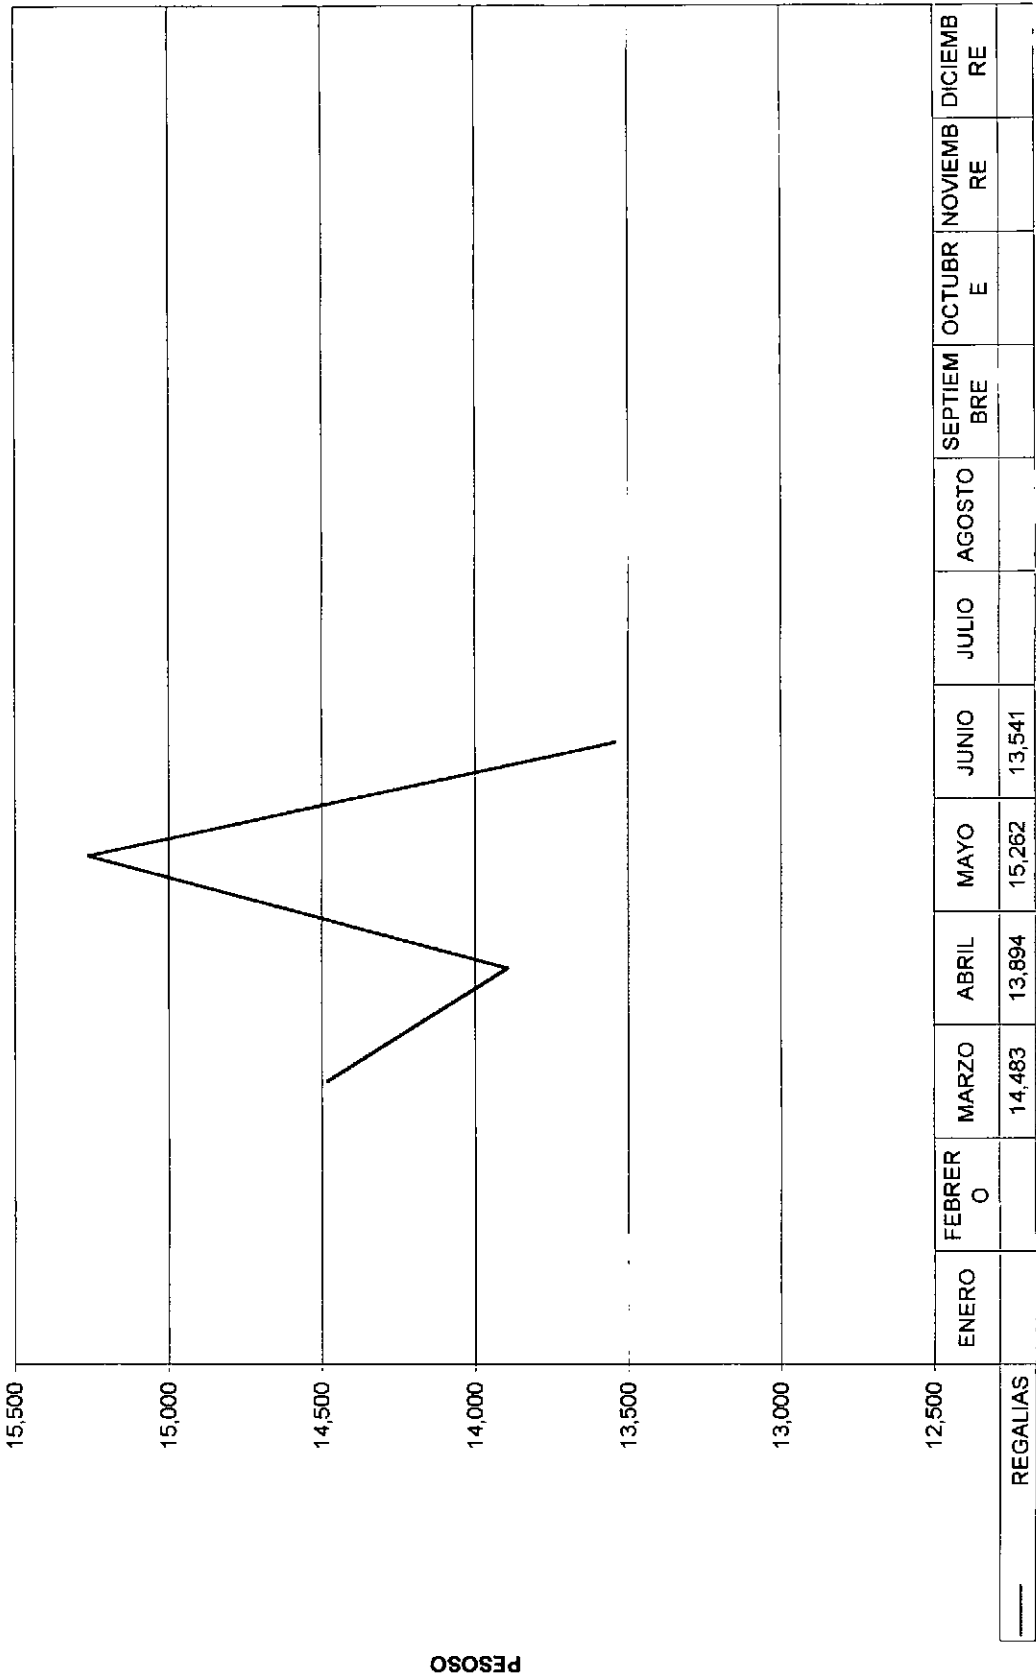 PESOSO
15,500
15,000
14,500
14,000
13,500
13,000
12,500
ENERO FEBRER MARZO ABRIL MAYO JUNIO JULIO AGOSTO SEPTIEM OCTUBR NOVIEMB DICIEMB
O BRE E RE RE
REGALIAS 14,483 13,894 15,262 13,541